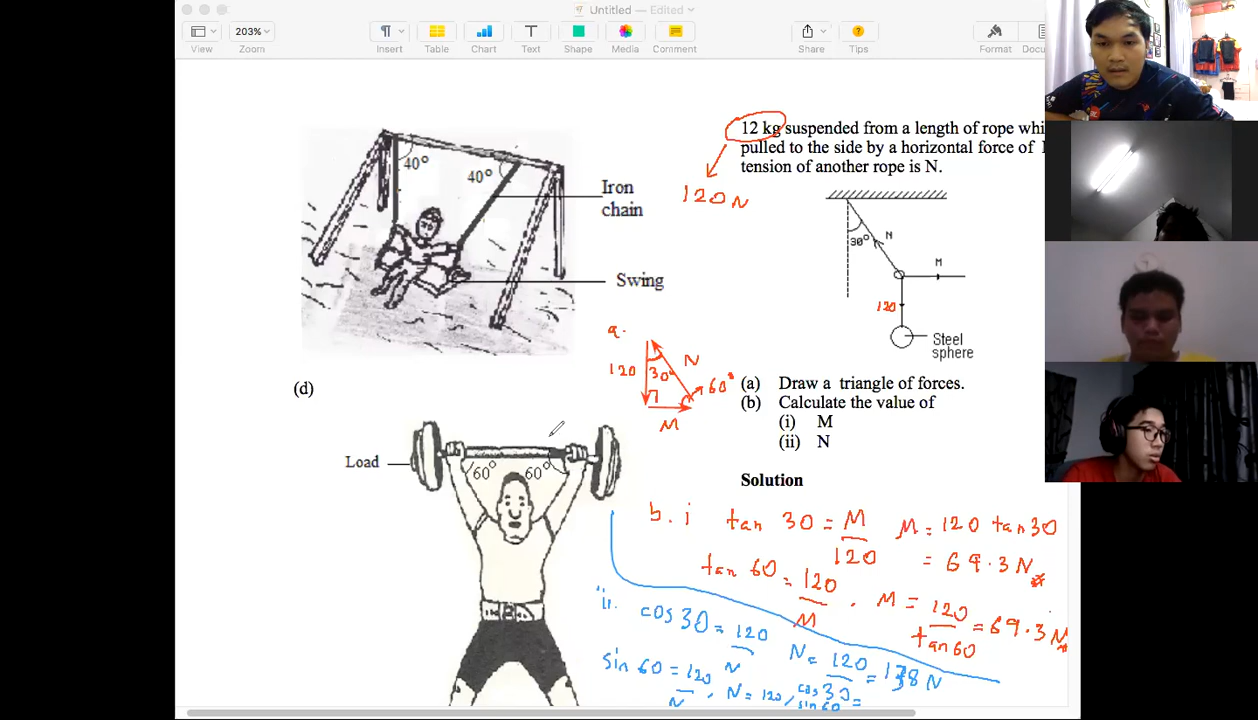 Untitled — Edited
203%
View
Zoom
Insert
Table
Chart
Text
Shape
Media
Comment
Share
Tips
Format
40°
40°
Iron
chain
Swing
(d)
Load
60°
60°
12 kg suspended from a length of rope whi
pulled to the side by a horizontal force of
tension of another rope is N.
120 N
30°
N
M
120
Steel
sphere
a.
120
30°
N
60°
M
(a) Draw a triangle of forces.
(b) Calculate the value of
(i) M
(ii) N
Solution
b. i tan 30 = M / 120 M = 120 tan 30
= 69.3 N
tan 60 = 120 / M . M = 120 / tan 60 = 69.3 N
ii. cos 30 = 120 / N N = 120 / cos 30 = 138 N
sin 60 = 120 / N . N = 120 / sin 60 =